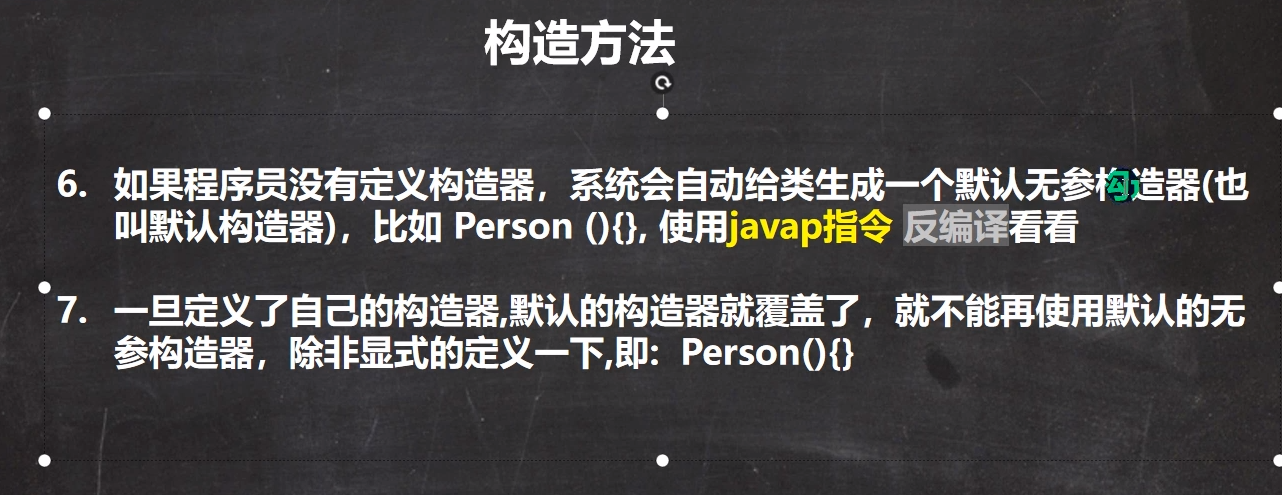 构造方法
6. 如果程序员没有定义构造器，系统会自动给类生成一个默认无参构造器(也
叫默认构造器)，比如 Person (){}, 使用javap指令 反编译看看
7. 一旦定义了自己的构造器,默认的构造器就覆盖了，就不能再使用默认的无
参构造器，除非显式的定义一下,即: Person(){}